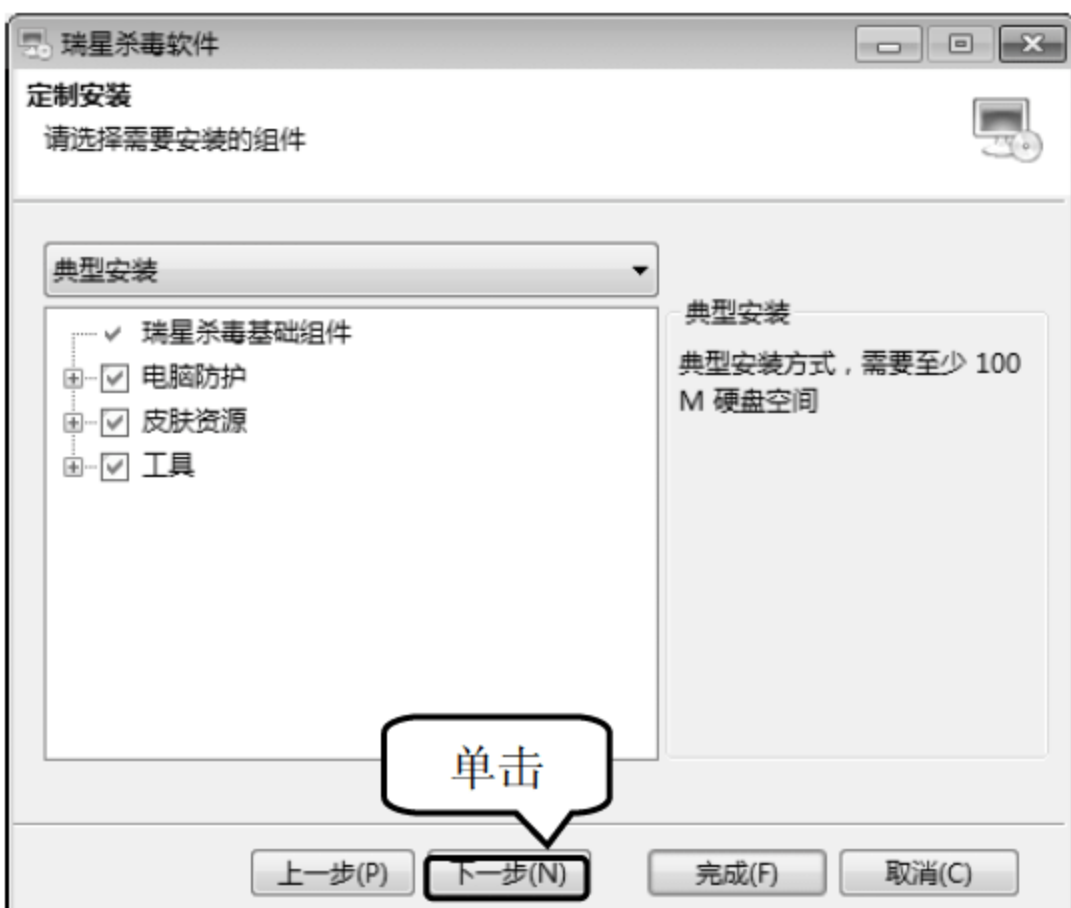 瑞星杀毒软件
定制安装
请选择需要安装的组件
典型安装
瑞星杀毒基础组件
电脑防护
皮肤资源
工具
典型安装
典型安装方式，需要至少 100
M 硬盘空间
单击
上一步(P)
下一步(N)
完成(F)
取消(C)